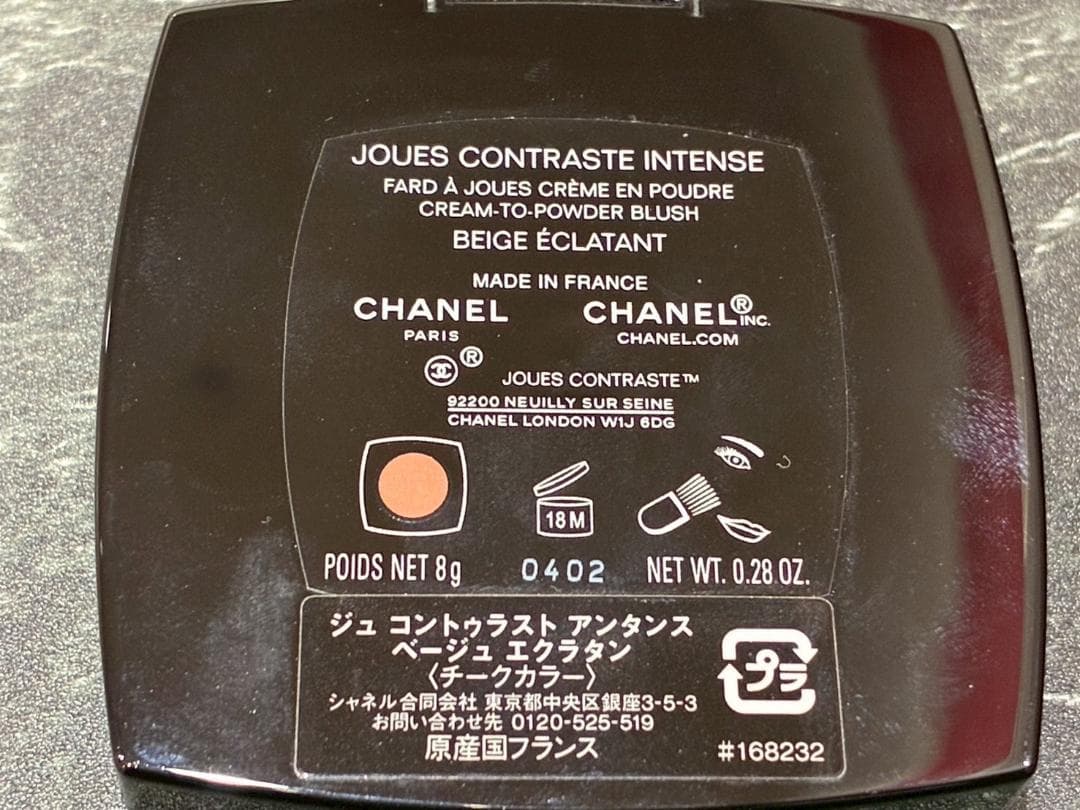 JOUES CONTRASTE INTENSE
FARD À JOUES CRÈME EN POUDRE
CREAM-TO-POWDER BLUSH
BEIGE ÉCLATANT
MADE IN FRANCE
CHANEL CHANEL® INC.
PARIS CHANEL.COM
®
JOUES CONTRASTE™
92200 NEUILLY SUR SEINE
CHANEL LONDON W1J 6DG
18M
POIDS NET 8g 0402 NET WT. 0.28 OZ.
ジュ コントゥラスト アンタンス
ベージュ エクラタン
〈チークカラー〉
プラ
シャネル合同会社 東京都中央区銀座3-5-3
お問い合わせ先 0120-525-519
原産国フランス #168232